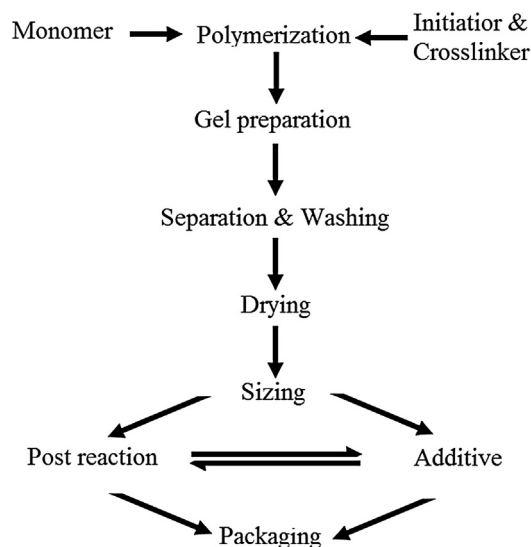 Monomer
Polymerization
Initiatior &
Crosslinker
Gel preparation
Separation & Washing
Drying
Sizing
Post reaction
Additive
Packaging